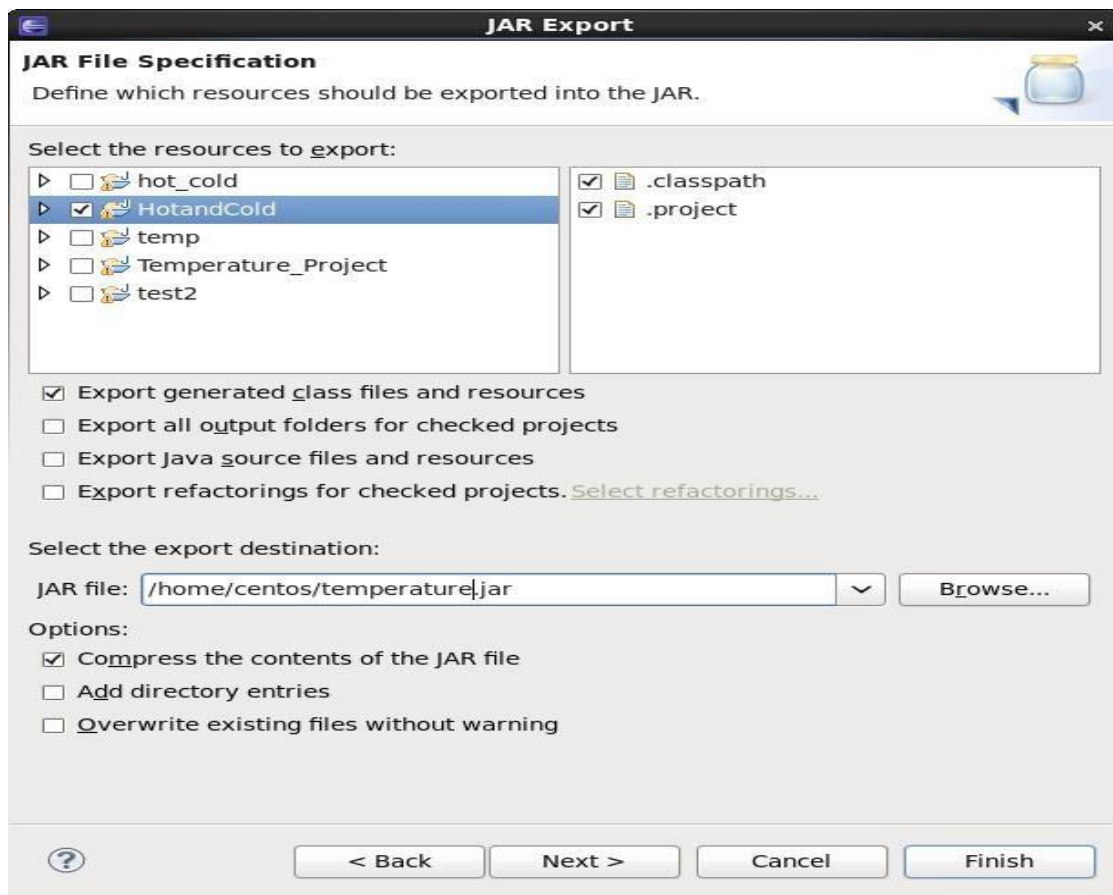 JAR Export
JAR File Specification
Define which resources should be exported into the JAR.
Select the resources to export:
hot_cold
HotandCold
temp
Temperature_Project
test2
.classpath
.project
Export generated class files and resources
Export all output folders for checked projects
Export Java source files and resources
Export refactorings for checked projects. Select refactorings...
Select the export destination:
JAR file: /home/centos/temperature.jar Browse...
Options:
Compress the contents of the JAR file
Add directory entries
Overwrite existing files without warning
? < Back Next > Cancel Finish